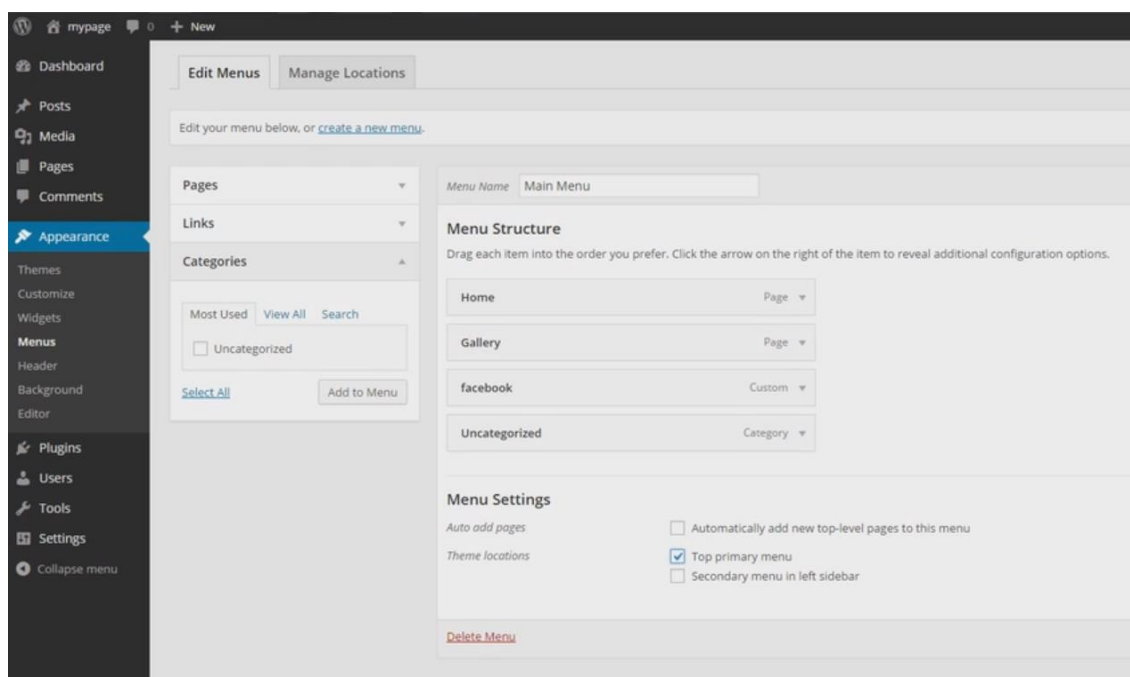 mypage 0 + New
Dashboard
Posts
Media
Pages
Comments
Appearance
Themes
Customize
Widgets
Menus
Header
Background
Editor
Plugins
Users
Tools
Settings
Collapse menu
Edit Menus Manage Locations
Edit your menu below, or create a new menu.
Pages
Links
Categories
Most Used View All Search
Uncategorized
Select All Add to Menu
Menu Name Main Menu
Menu Structure
Drag each item into the order you prefer. Click the arrow on the right of the item to reveal additional configuration options.
Home Page
Gallery Page
facebook Custom
Uncategorized Category
Menu Settings
Auto add pages Automatically add new top-level pages to this menu
Theme locations Top primary menu
Secondary menu in left sidebar
Delete Menu